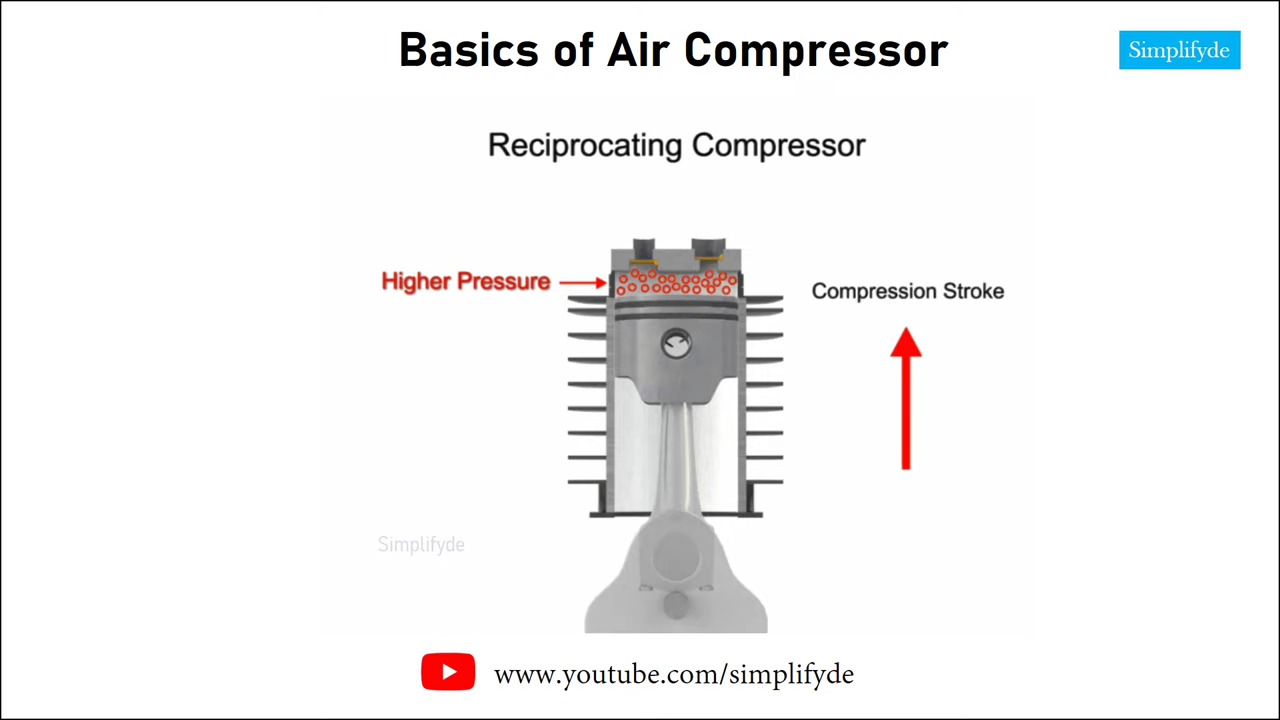 Basics of Air Compressor
Simplifyde
Reciprocating Compressor
Higher Pressure
Compression Stroke
Simplifyde
www.youtube.com/simplifyde